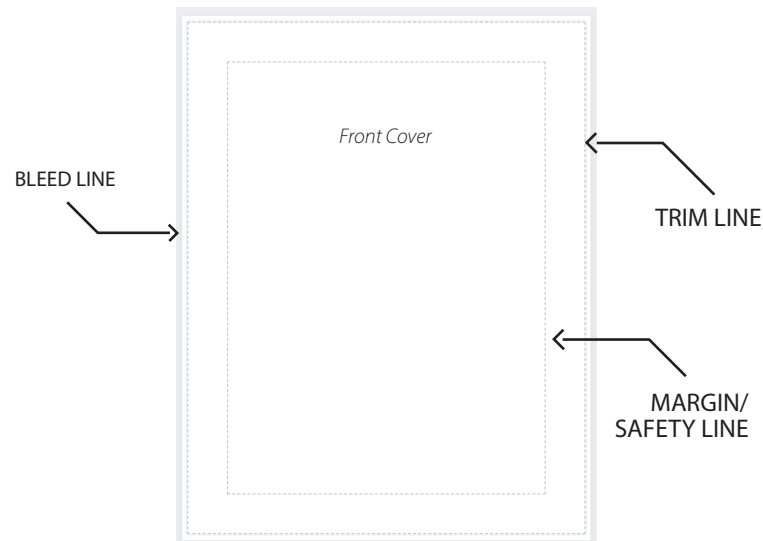 Front Cover
BLEED LINE
TRIM LINE
MARGIN/
SAFETY LINE